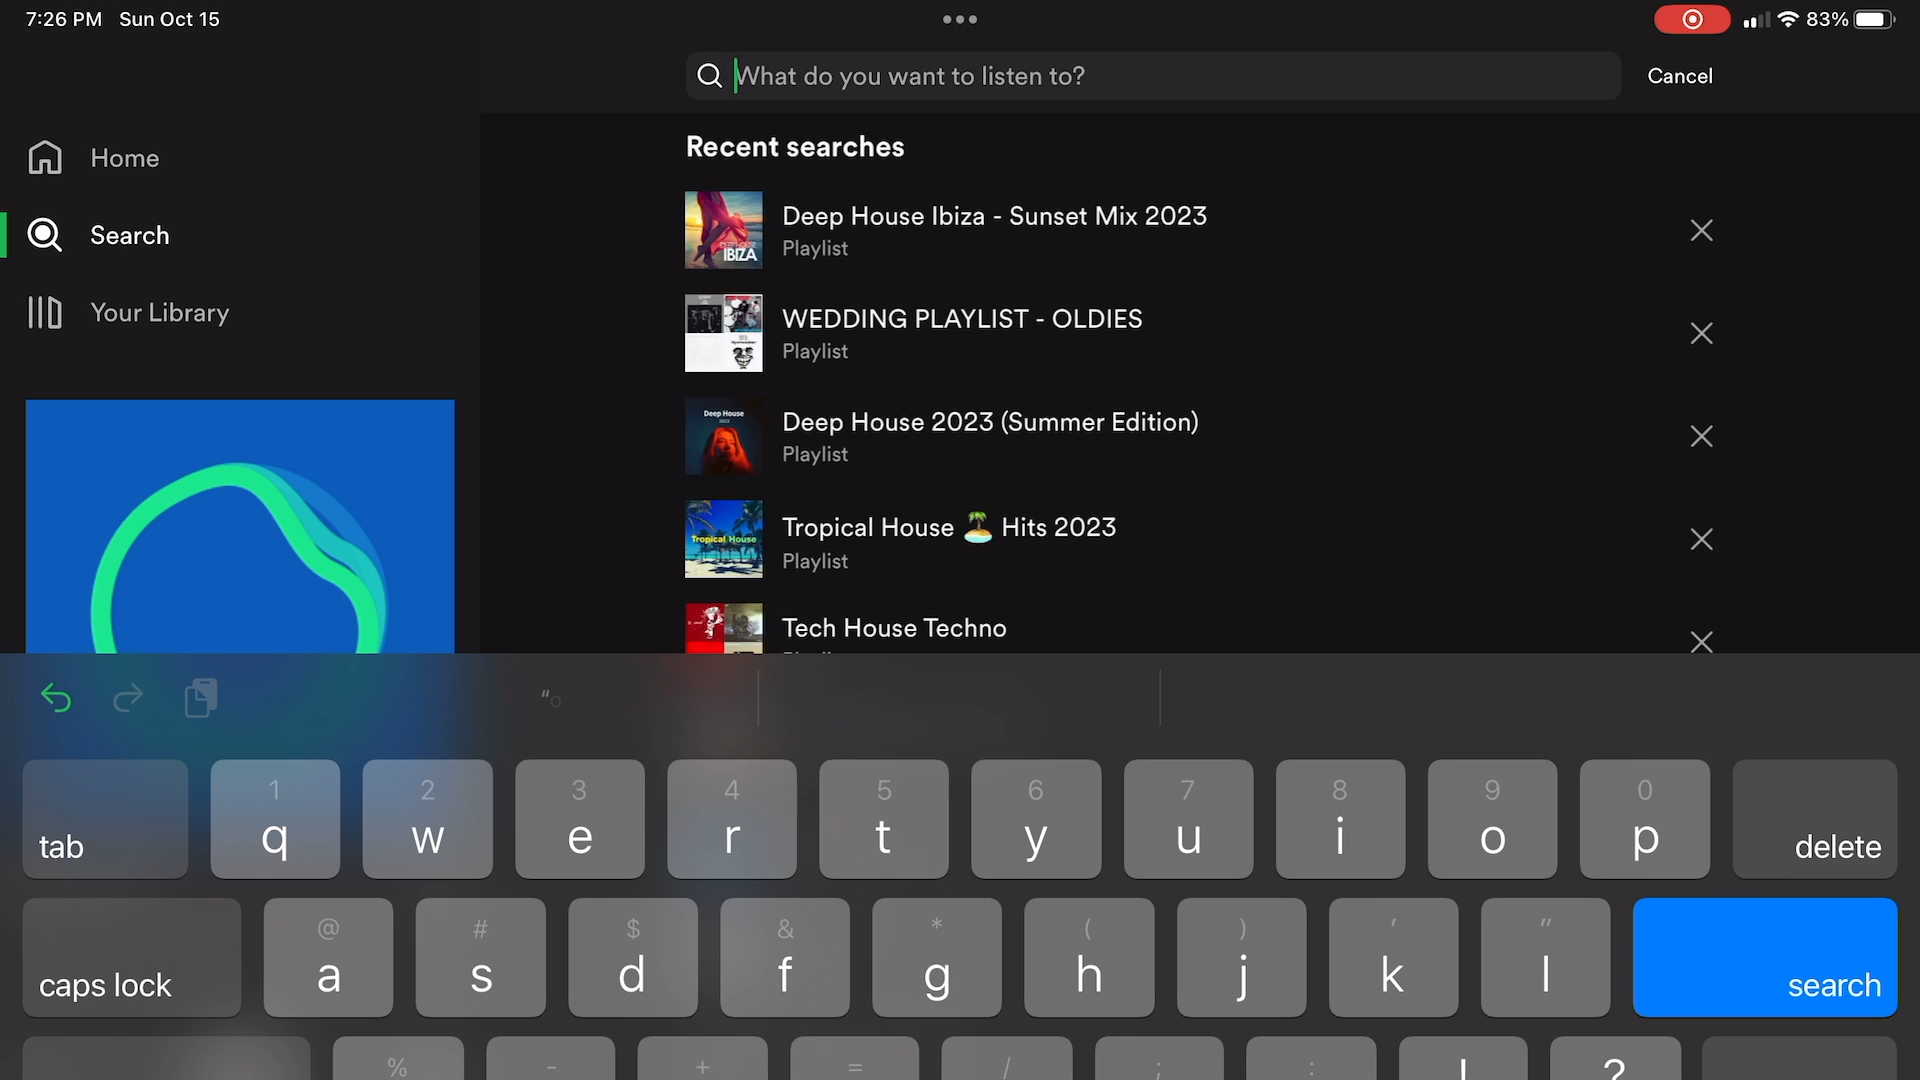 7:26 PM Sun Oct 15
83%
What do you want to listen to?
Cancel
Home
Search
Your Library
Recent searches
DEEP HOUSE
IBIZA
Deep House Ibiza - Sunset Mix 2023
Playlist
WEDDING PLAYLIST - OLDIES
Playlist
Deep House
2023
Deep House 2023 (Summer Edition)
Playlist
Tropical House
Tropical House 🏝️ Hits 2023
Playlist
Tech House Techno
tab
1 2 3 4 5 6 7 8 9 0
q w e r t y u i o p
delete
caps lock
@ # $ & * ( ) ' "
a s d f g h j k l
search
% - + = / ; : ! ?